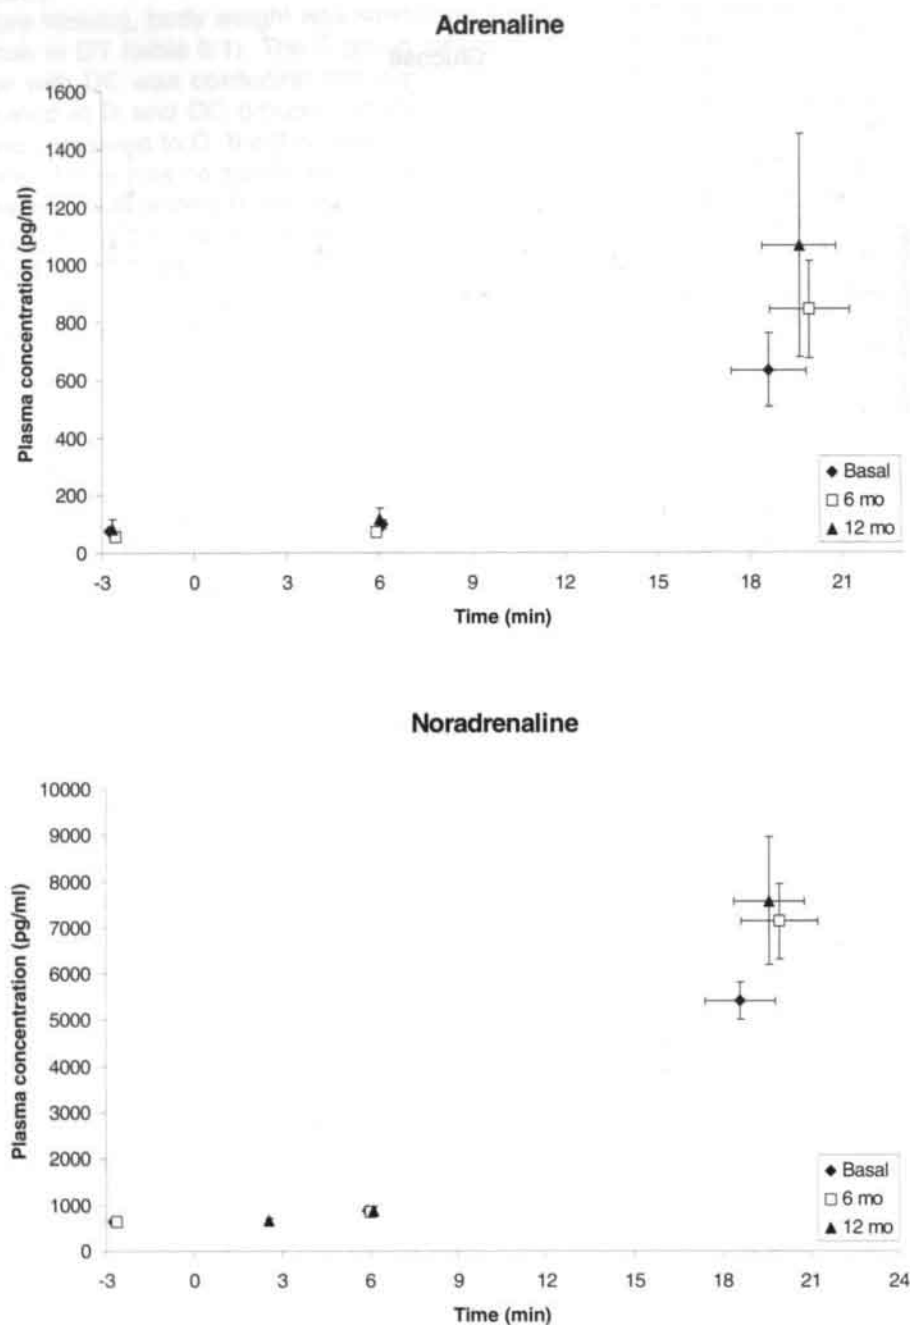 Adrenaline
Plasma concentration (pg/ml)
1600
1400
1200
1000
800
600
400
200
0
-3 0 3 6 9 12 15 18 21
Time (min)
Basal
6 mo
12 mo
Noradrenaline
Plasma concentration (pg/ml)
10000
9000
8000
7000
6000
5000
4000
3000
2000
1000
0
-3 0 3 6 9 12 15 18 21 24
Time (min)
Basal
6 mo
12 mo